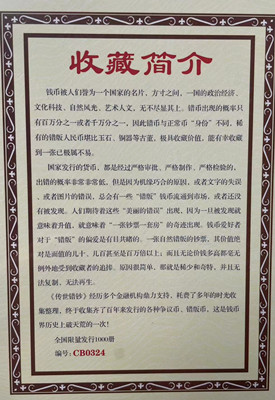 收藏简介
钱币被人们誉为一个国家的名片，方寸之间，一国的政治经济、
文化科技、自然风光、艺术人文，无不尽显其上。错币出现的概率只
有百万分之一或者千万分之一，因此错币与正常币“身份”不同，稀
有的错版人民币堪比玉石、铜器等古董，极具收藏价值，能有幸收藏
到一张已极属不易。
国家发行的货币，都是经过严格审批，严格制作，严格检验的，
出错的概率非常非常低，但是因为机缘巧合的原因，或者文字的失误
、或者图片的错误，总会有一些“错版”钱币流通到市场，或者还没
有被发现。人们期待着这些“美丽的错误”出现，因为一旦被发现就
意味着升值，就意味着“一张钞票一套房”的奇迹出现。钱币爱好者
对于“错版”的偏爱是有目共睹的。一张自然错版的钞票，其价值绝
对是面值的几十、几百甚至是百万倍以上；而且无论价钱多高都毫无
例外地受到收藏者的追捧。原因很简单，那就是稀少和奇特，并且无
法复制，无法再生。
《传世错钞》经历多个金融机构鼎力支持，耗费了多年的时光收
集整理，终于收集齐了百年来发行的各种争议币、错版币，这是钱币
界历史上破天荒的一次！
全国限量发行1000册
编号：CB0324